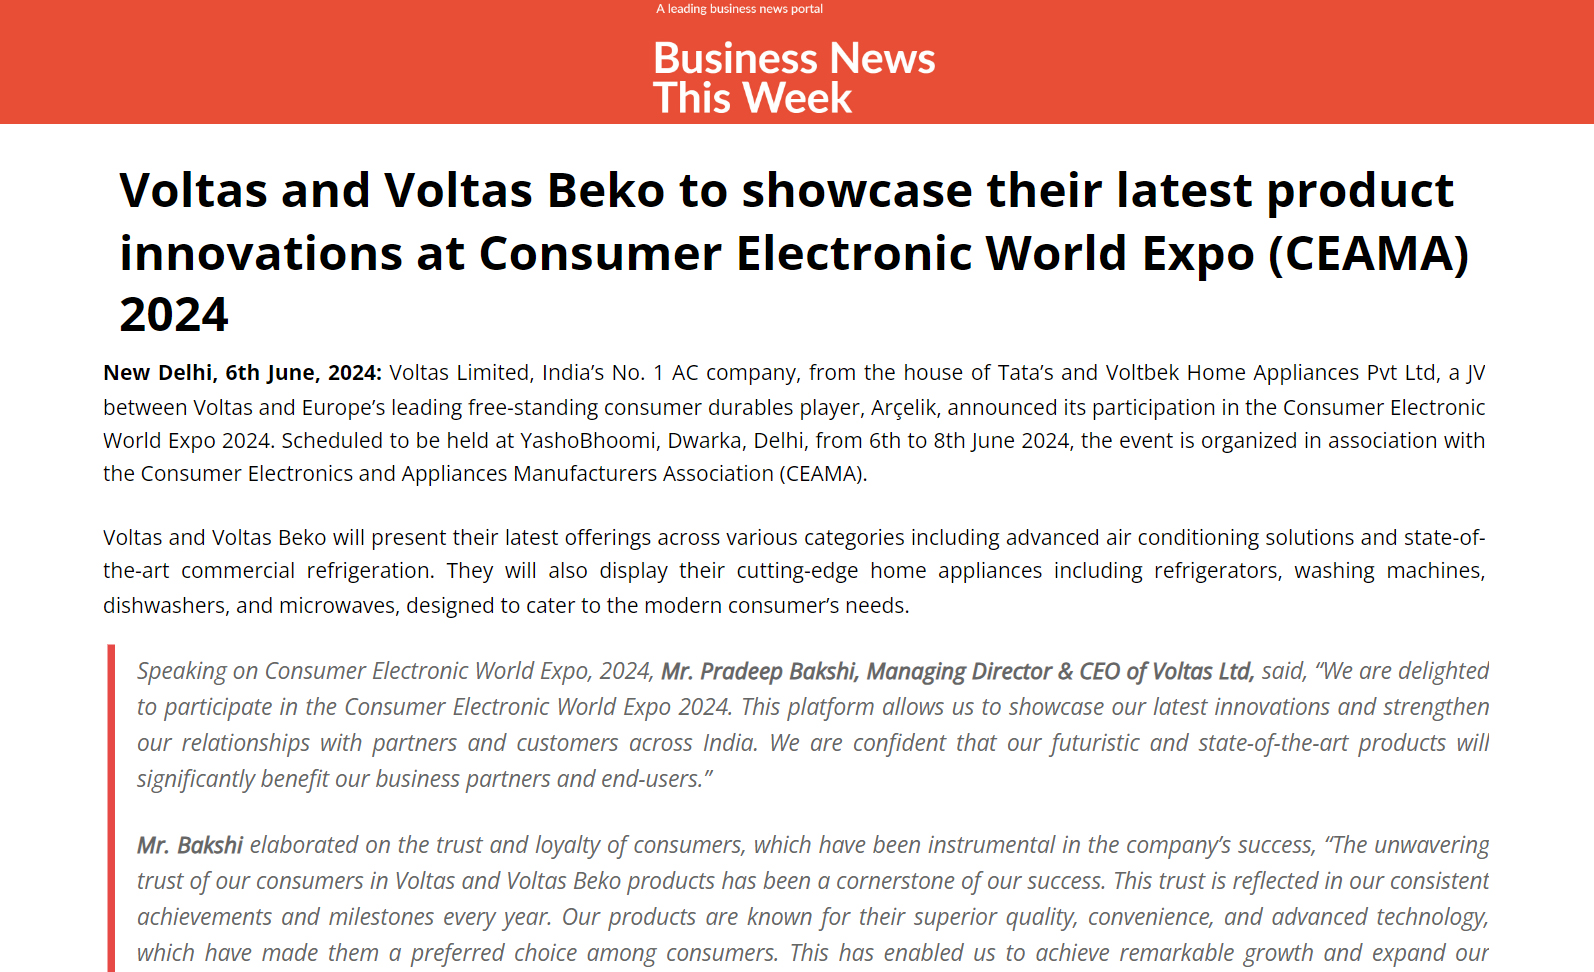 A leading business news portal
Business News
This Week
Voltas and Voltas Beko to showcase their latest product
innovations at Consumer Electronic World Expo (CEAMA)
2024
New Delhi, 6th June, 2024: Voltas Limited, India’s No. 1 AC company, from the house of Tata’s and Voltbek Home Appliances Pvt Ltd, a JV
between Voltas and Europe’s leading free-standing consumer durables player, Arçelik, announced its participation in the Consumer Electronic
World Expo 2024. Scheduled to be held at YashoBhoomi, Dwarka, Delhi, from 6th to 8th June 2024, the event is organized in association with
the Consumer Electronics and Appliances Manufacturers Association (CEAMA).
Voltas and Voltas Beko will present their latest offerings across various categories including advanced air conditioning solutions and state-of-
the-art commercial refrigeration. They will also display their cutting-edge home appliances including refrigerators, washing machines,
dishwashers, and microwaves, designed to cater to the modern consumer’s needs.
Speaking on Consumer Electronic World Expo, 2024, Mr. Pradeep Bakshi, Managing Director & CEO of Voltas Ltd, said, “We are delighted
to participate in the Consumer Electronic World Expo 2024. This platform allows us to showcase our latest innovations and strengthen
our relationships with partners and customers across India. We are confident that our futuristic and state-of-the-art products will
significantly benefit our business partners and end-users.”
Mr. Bakshi elaborated on the trust and loyalty of consumers, which have been instrumental in the company’s success, “The unwavering
trust of our consumers in Voltas and Voltas Beko products has been a cornerstone of our success. This trust is reflected in our consistent
achievements and milestones every year. Our products are known for their superior quality, convenience, and advanced technology,
which have made them a preferred choice among consumers. This has enabled us to achieve remarkable growth and expand our